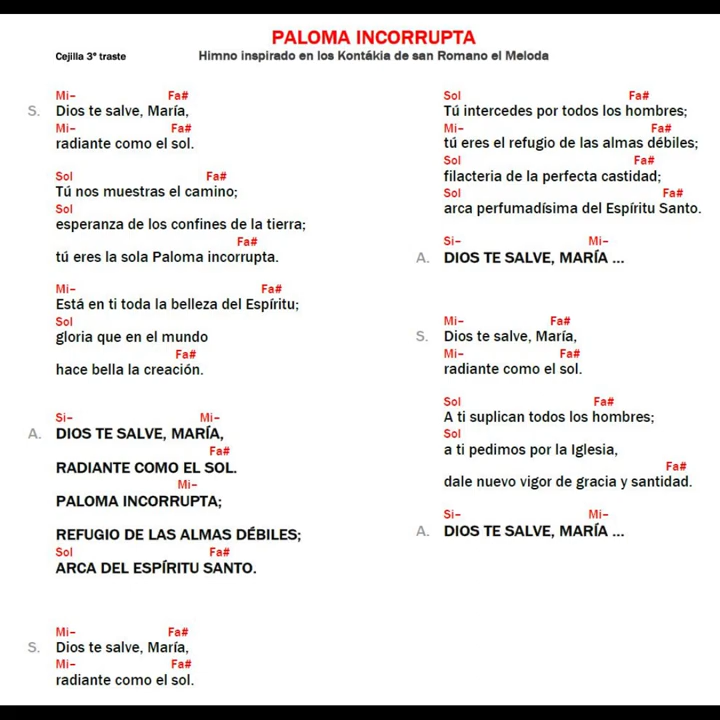 PALOMA INCORRUPTA
Cejilla 3º traste
Himno inspirado en los Kontákia de san Romano el Meloda
Mi- Fa#
S. Dios te salve, María,
Mi- Fa#
radiante como el sol.
Sol Fa#
Tú nos muestras el camino;
Sol
esperanza de los confines de la tierra;
Fa#
tú eres la sola Paloma incorrupta.
Mi- Fa#
Está en ti toda la belleza del Espíritu;
Sol
gloria que en el mundo
Fa#
hace bella la creación.
Si- Mi-
A. DIOS TE SALVE, MARÍA,
Fa#
RADIANTE COMO EL SOL.
Mi-
PALOMA INCORRUPTA;
REFUGIO DE LAS ALMAS DÉBILES;
Sol Fa#
ARCA DEL ESPÍRITU SANTO.
Mi- Fa#
S. Dios te salve, María,
Mi- Fa#
radiante como el sol.
Sol Fa#
Tú intercedes por todos los hombres;
Mi- Fa#
tú eres el refugio de las almas débiles;
Sol Fa#
filacteria de la perfecta castidad;
Sol Fa#
arca perfumadísima del Espíritu Santo.
Si- Mi-
A. DIOS TE SALVE, MARÍA ...
Mi- Fa#
S. Dios te salve, María,
Mi- Fa#
radiante como el sol.
Sol Fa#
A ti suplican todos los hombres;
Sol
a ti pedimos por la Iglesia,
Fa#
dale nuevo vigor de gracia y santidad.
Si- Mi-
A. DIOS TE SALVE, MARÍA ...